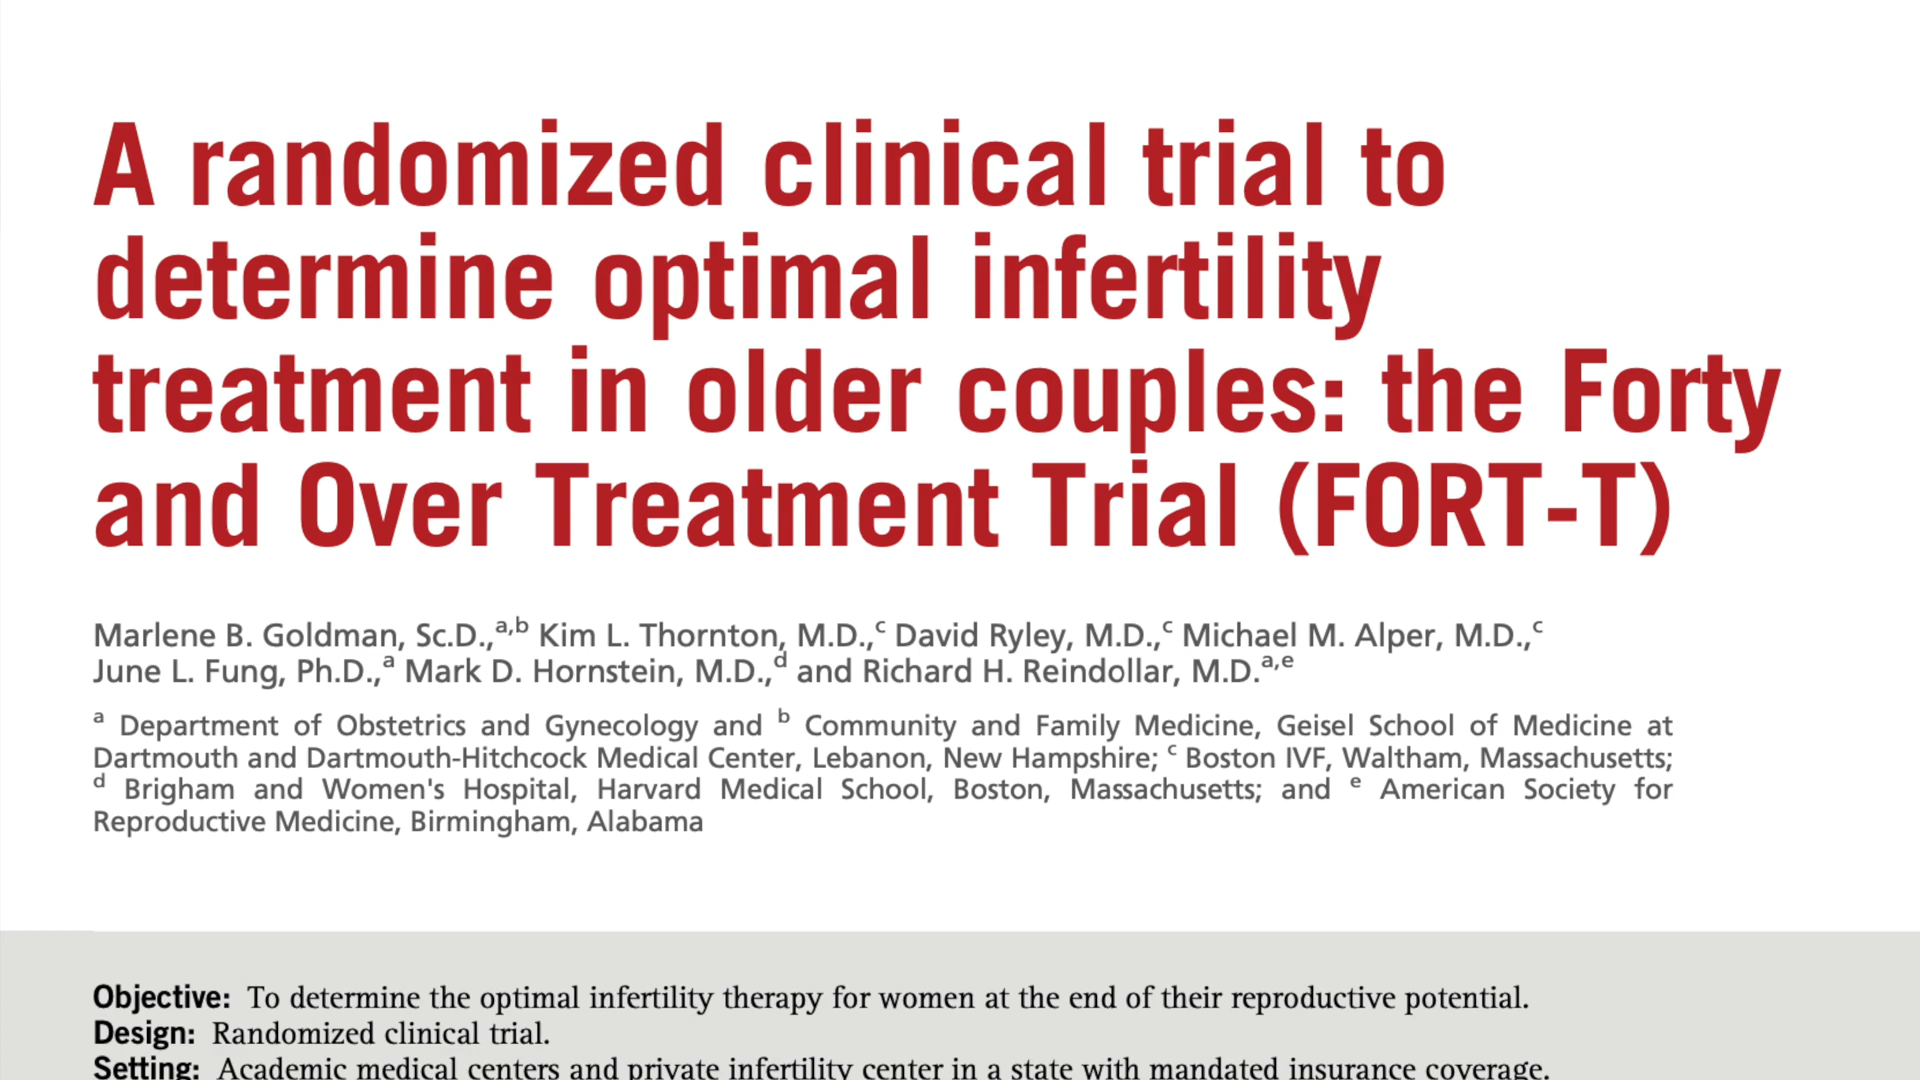 A randomized clinical trial to
determine optimal infertility
treatment in older couples: the Forty
and Over Treatment Trial (FORT-T)
Marlene B. Goldman, Sc.D.,a,b Kim L. Thornton, M.D.,c David Ryley, M.D.,c Michael M. Alper, M.D.,c
June L. Fung, Ph.D.,a Mark D. Hornstein, M.D.,d and Richard H. Reindollar, M.D.a,e
a Department of Obstetrics and Gynecology and b Community and Family Medicine, Geisel School of Medicine at
Dartmouth and Dartmouth-Hitchcock Medical Center, Lebanon, New Hampshire; c Boston IVF, Waltham, Massachusetts;
d Brigham and Women's Hospital, Harvard Medical School, Boston, Massachusetts; and e American Society for
Reproductive Medicine, Birmingham, Alabama
Objective: To determine the optimal infertility therapy for women at the end of their reproductive potential.
Design: Randomized clinical trial.
Setting: Academic medical centers and private infertility center in a state with mandated insurance coverage.